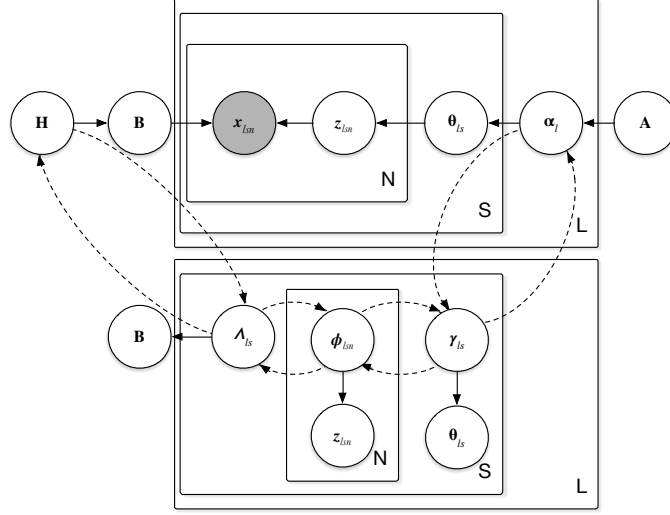 H B x_lsn z_lsn θ_ls α_l A
N
S
L
B Λ_ls ϕ_lsn γ_ls
z_lsn θ_ls
N S L